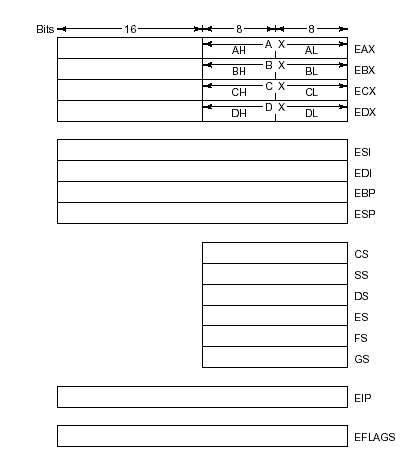 Bits 16 8 8
A X
AH AL EAX
B X
BH BL EBX
C X
CH CL ECX
D X
DH DL EDX
ESI
EDI
EBP
ESP
CS
SS
DS
ES
FS
GS
EIP
EFLAGS